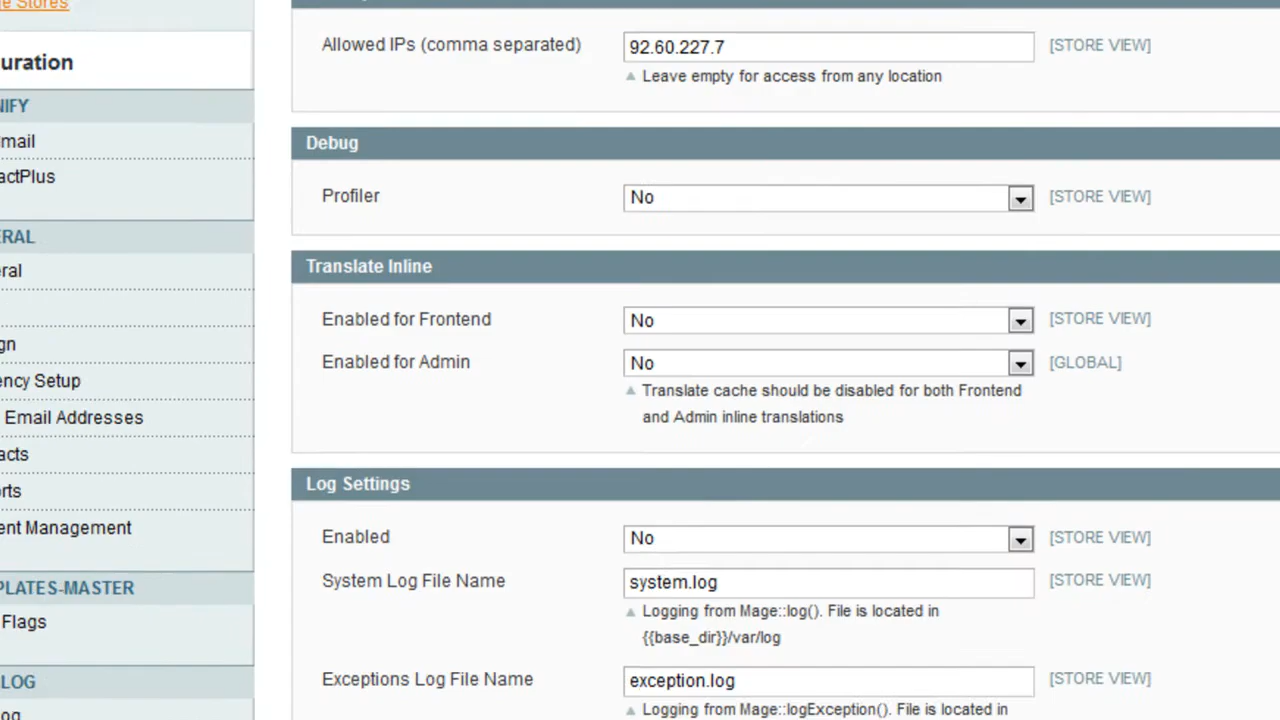 e Stores
uration
Allowed IPs (comma separated) 92.60.227.7 [STORE VIEW]
Leave empty for access from any location
NIFY
mail
actPlus
Debug
Profiler No [STORE VIEW]
ERAL
eral
gn
ency Setup
Email Addresses
acts
rts
ent Management
Translate Inline
Enabled for Frontend No [STORE VIEW]
Enabled for Admin No [GLOBAL]
Translate cache should be disabled for both Frontend
and Admin inline translations
Log Settings
Enabled No [STORE VIEW]
System Log File Name system.log [STORE VIEW]
Logging from Mage::log(). File is located in
{{base_dir}}/var/log
PLATES-MASTER
Flags
LOG
og
Exceptions Log File Name exception.log [STORE VIEW]
Logging from Mage::logException(). File is located in